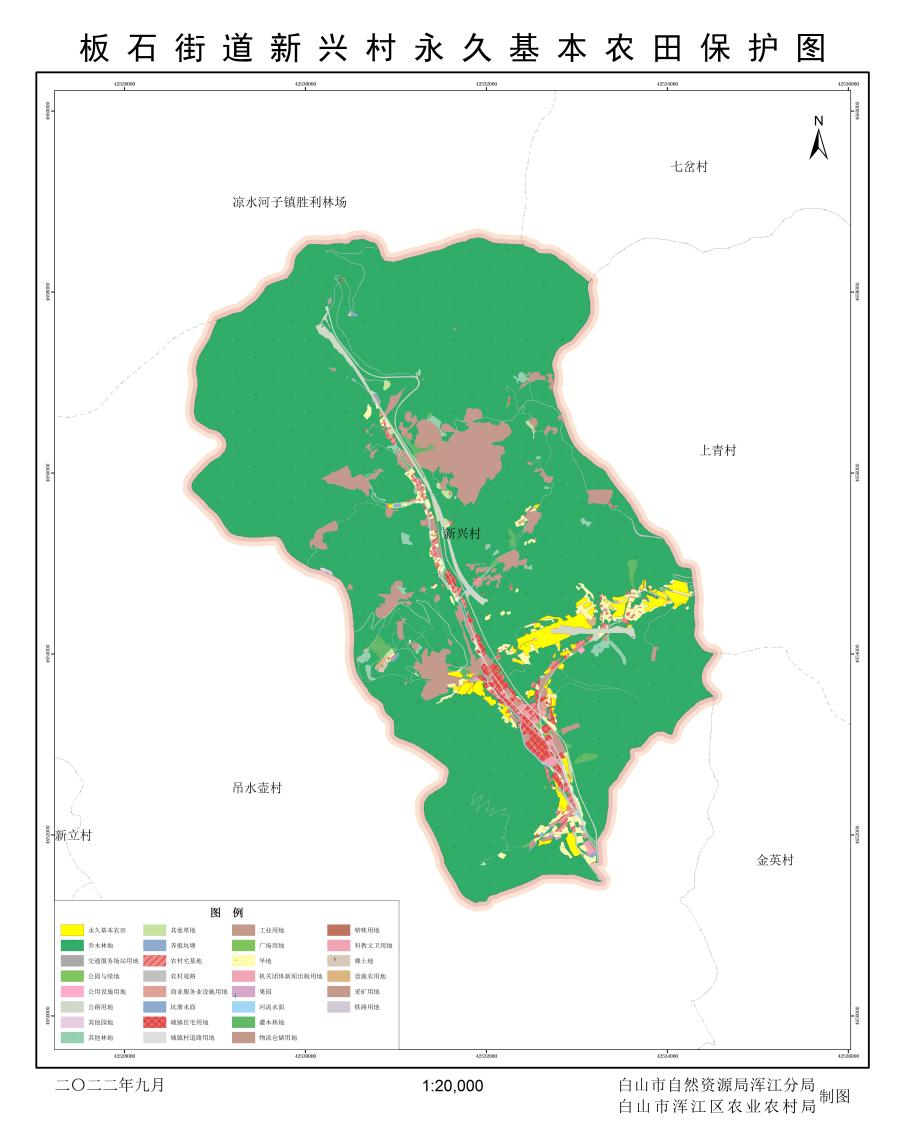 板石街道新兴村永久基本农田保护图
42528000 42530000 42532000 42534000 42536000
N
七岔村
凉水河子镇胜利林场
上青村
新兴村
吊水壶村
新立村
金英村
图 例
永久基本农田 其他草地 工业用地 特殊用地
乔木林地 养殖坑塘 广场用地 科教文卫用地
交通服务场站用地 农村宅基地 旱地 裸土地
公园与绿地 农村道路 机关团体新闻出版用地 设施农用地
公用设施用地 商业服务业设施用地 果园 采矿用地
公路用地 坑塘水面 河流水面 铁路用地
其他园地 城镇住宅用地 灌木林地
其他林地 城镇村道路用地 物流仓储用地
42528000 42530000 42532000 42534000 42536000
二〇二二年九月
1:20,000
白山市自然资源局浑江分局
白山市浑江区农业农村局
制图